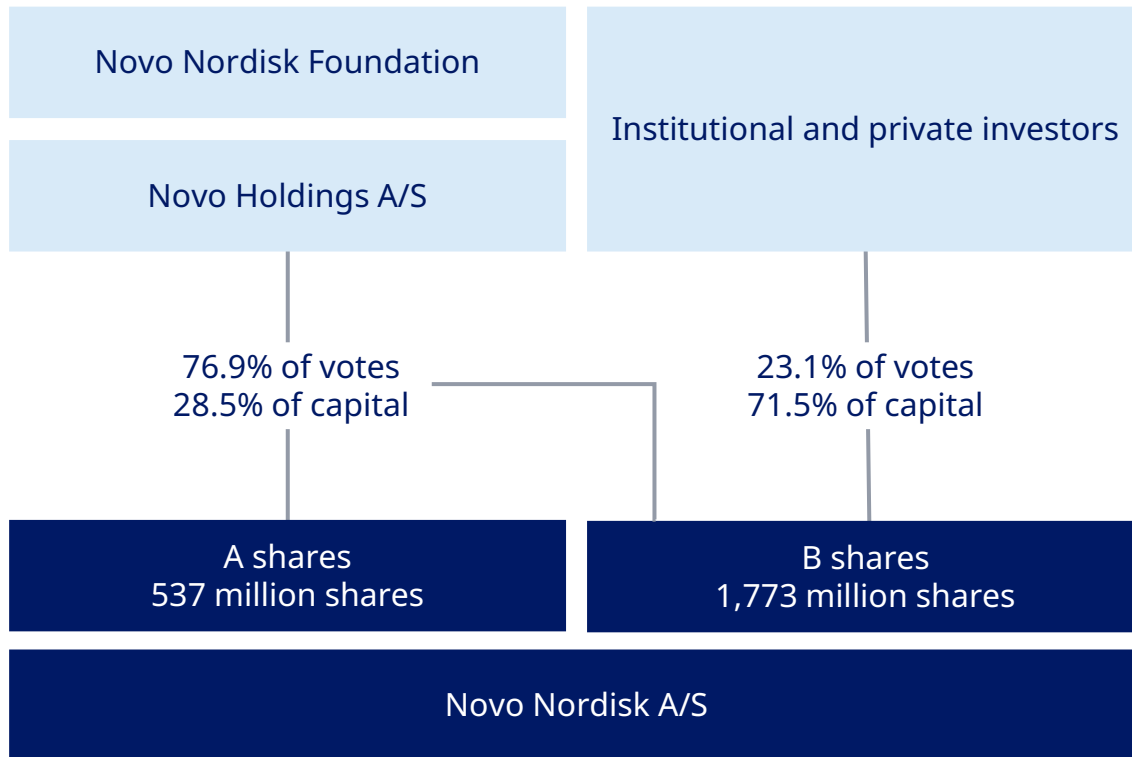 Novo Nordisk Foundation
Novo Holdings A/S
Institutional and private investors
76.9% of votes
28.5% of capital
23.1% of votes
71.5% of capital
A shares
537 million shares
B shares
1,773 million shares
Novo Nordisk A/S